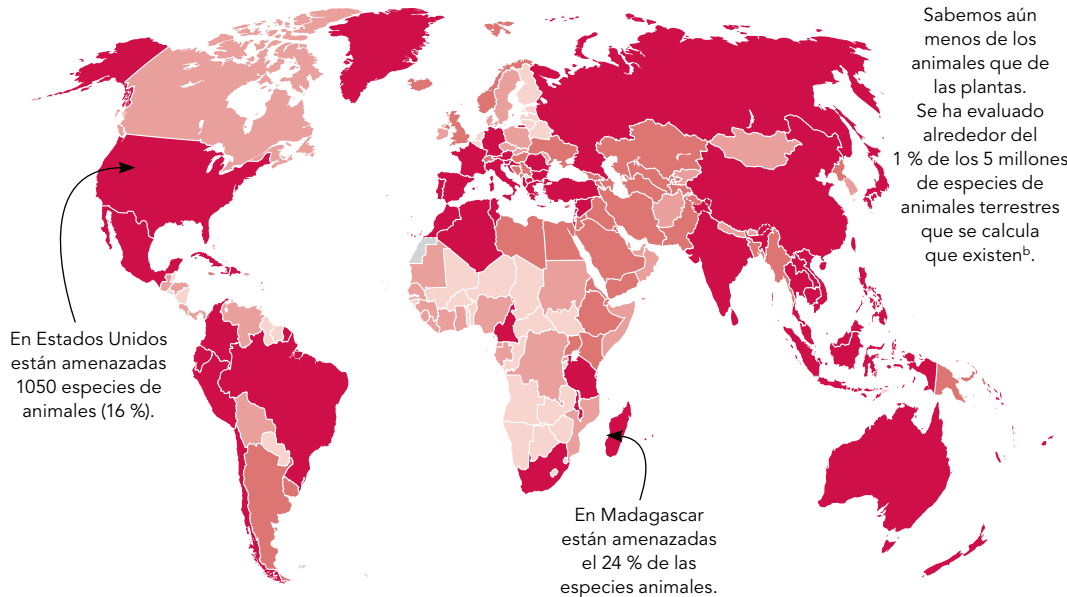 Sabemos aún
menos de los
animales que de
las plantas.
Se ha evaluado
alrededor del
1 % de los 5 millones
de especies de
animales terrestres
que se calcula
que existenᵇ.
En Estados Unidos
están amenazadas
1050 especies de
animales (16 %).
En Madagascar
están amenazadas
el 24 % de las
especies animales.